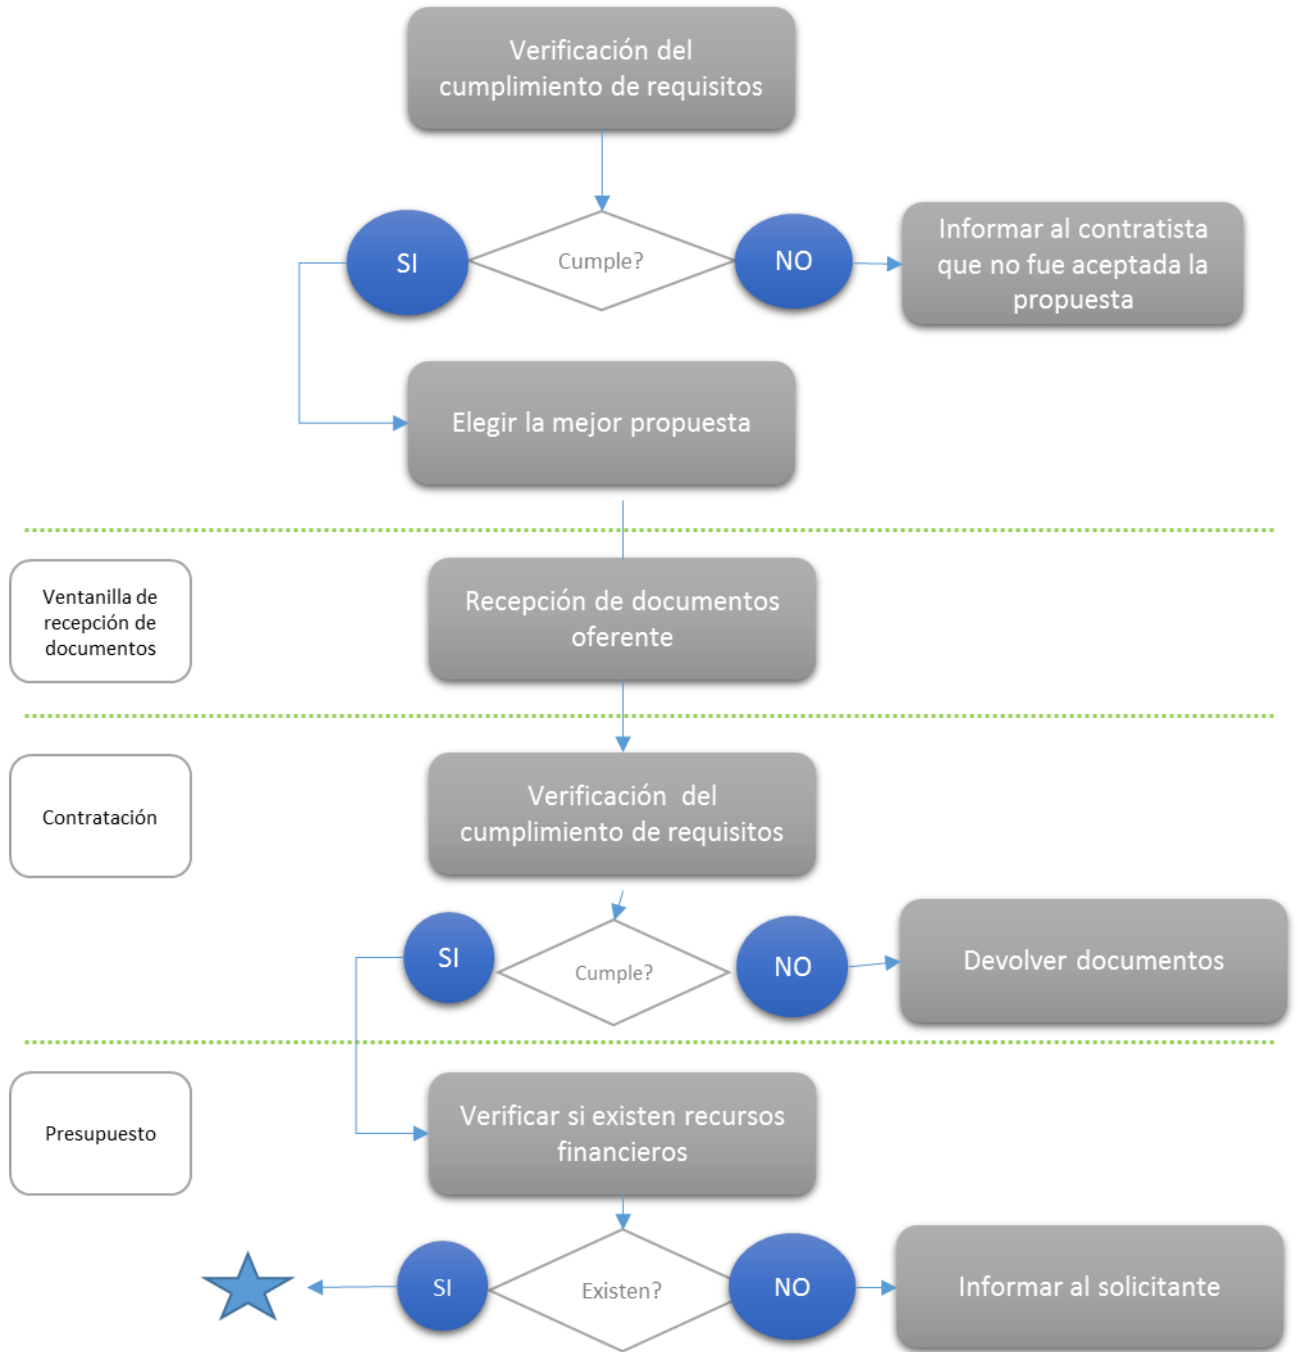 Verificación del
cumplimiento de requisitos
SI
Cumple?
NO
Informar al contratista
que no fue aceptada la
propuesta
Elegir la mejor propuesta
Ventanilla de
recepción de
documentos
Recepción de documentos
oferente
Contratación
Verificación del
cumplimiento de requisitos
SI
Cumple?
NO
Devolver documentos
Presupuesto
Verificar si existen recursos
financieros
SI
Existen?
NO
Informar al solicitante